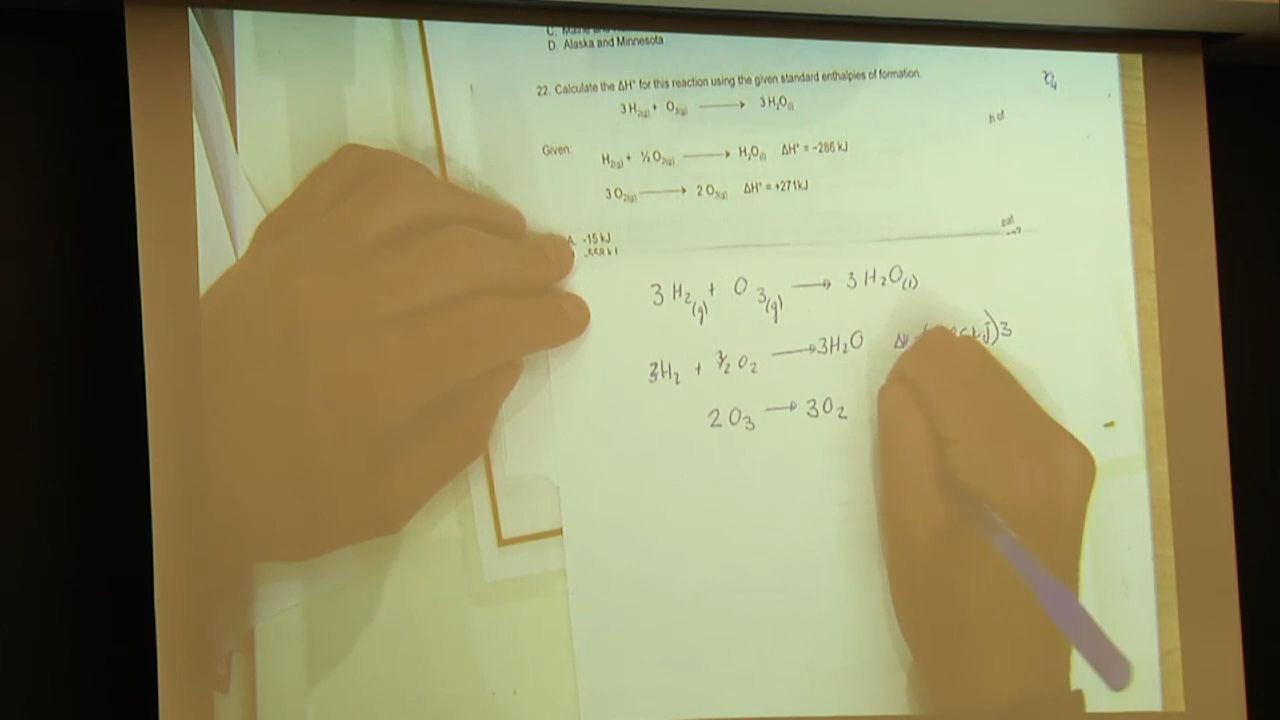 D. Alaska and Minnesota
22. Calculate the ΔH° for this reaction using the given standard enthalpies of formation.
3 H₂(g) + O₃(g) ⟶ 3 H₂O(l)
Given:
H₂(g) + ½ O₂(g) ⟶ H₂O(l) ΔH° = -286 kJ
3 O₂(g) ⟶ 2 O₃(g) ΔH° = +271kJ
A. -15 kJ
3 H₂(g) + O₃(g) ⟶ 3 H₂O(l)
3H₂ + 3/2 O₂ ⟶ 3H₂O kJ)3
2 O₃ ⟶ 3 O₂